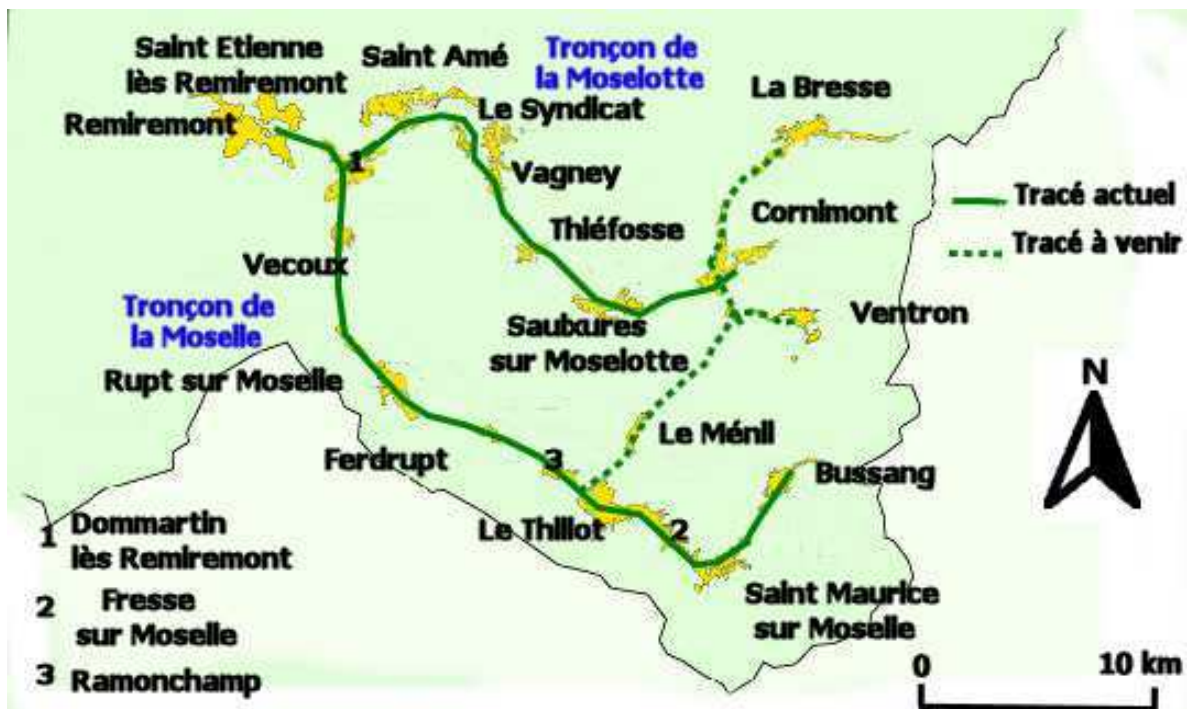 Saint Etienne
lès Remiremont
Remiremont
Saint Amé
Tronçon de
la Moselotte
Le Syndicat
La Bresse
1
Vagney
Tracé actuel
Thiéfosse
Cornimont
Tracé à venir
Vecoux
Tronçon de
la Moselle
Saulxures
sur Moselotte
Ventron
Rupt sur Moselle
N
Le Ménil
Ferdrupt
3
Bussang
Le Thillot
2
1 Dommartin
lès Remiremont
2 Fresse
sur Moselle
3 Ramonchamp
Saint Maurice
sur Moselle
0 10 km